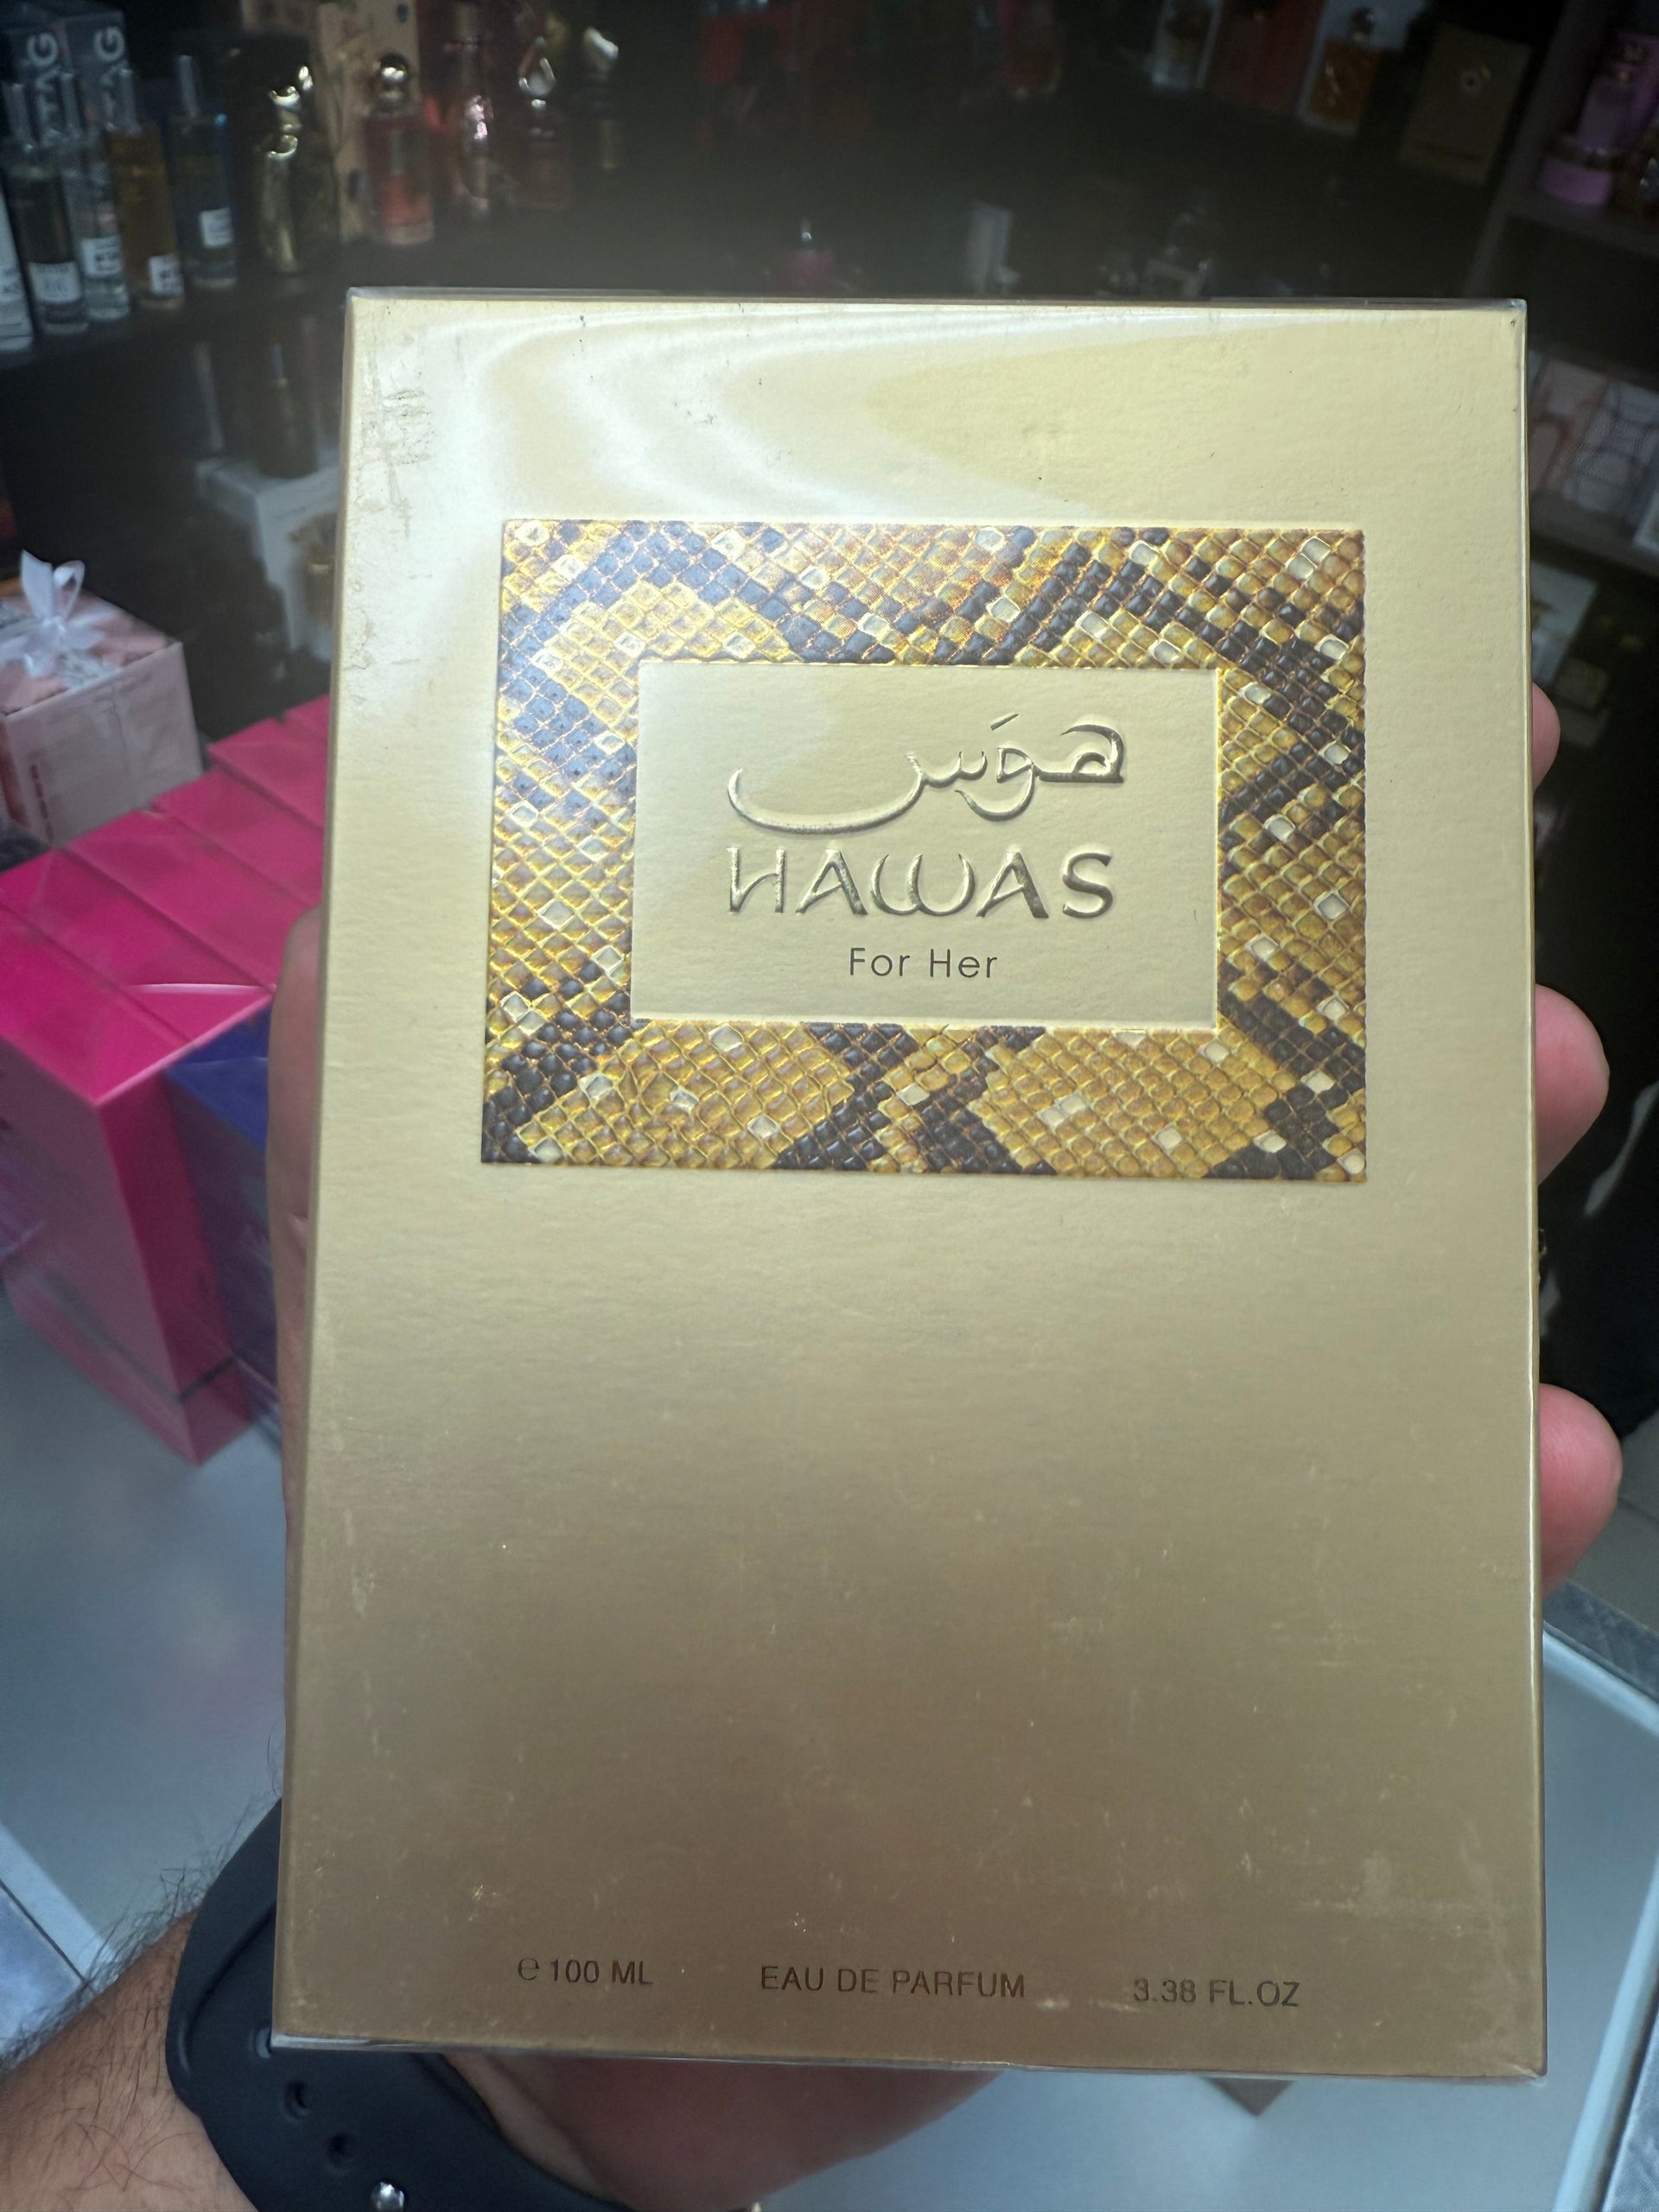 هوَس
HAWAS
For Her
℮ 100 ML EAU DE PARFUM 3.38 FL.OZ